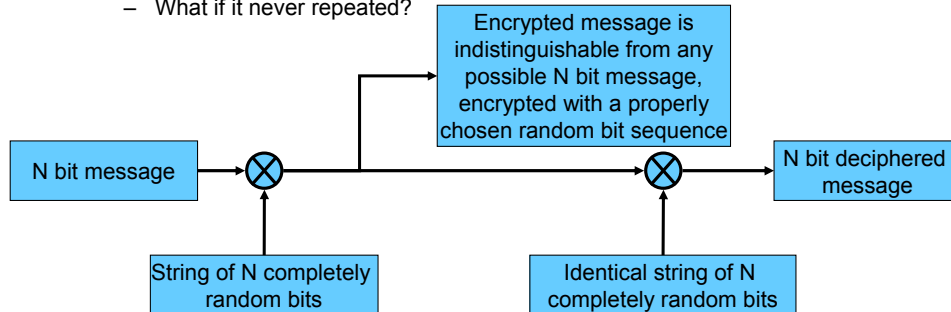 – What if it never repeated?
Encrypted message is
indistinguishable from any
possible N bit message,
encrypted with a properly
chosen random bit sequence
N bit message
N bit deciphered
message
String of N completely
random bits
Identical string of N
completely random bits